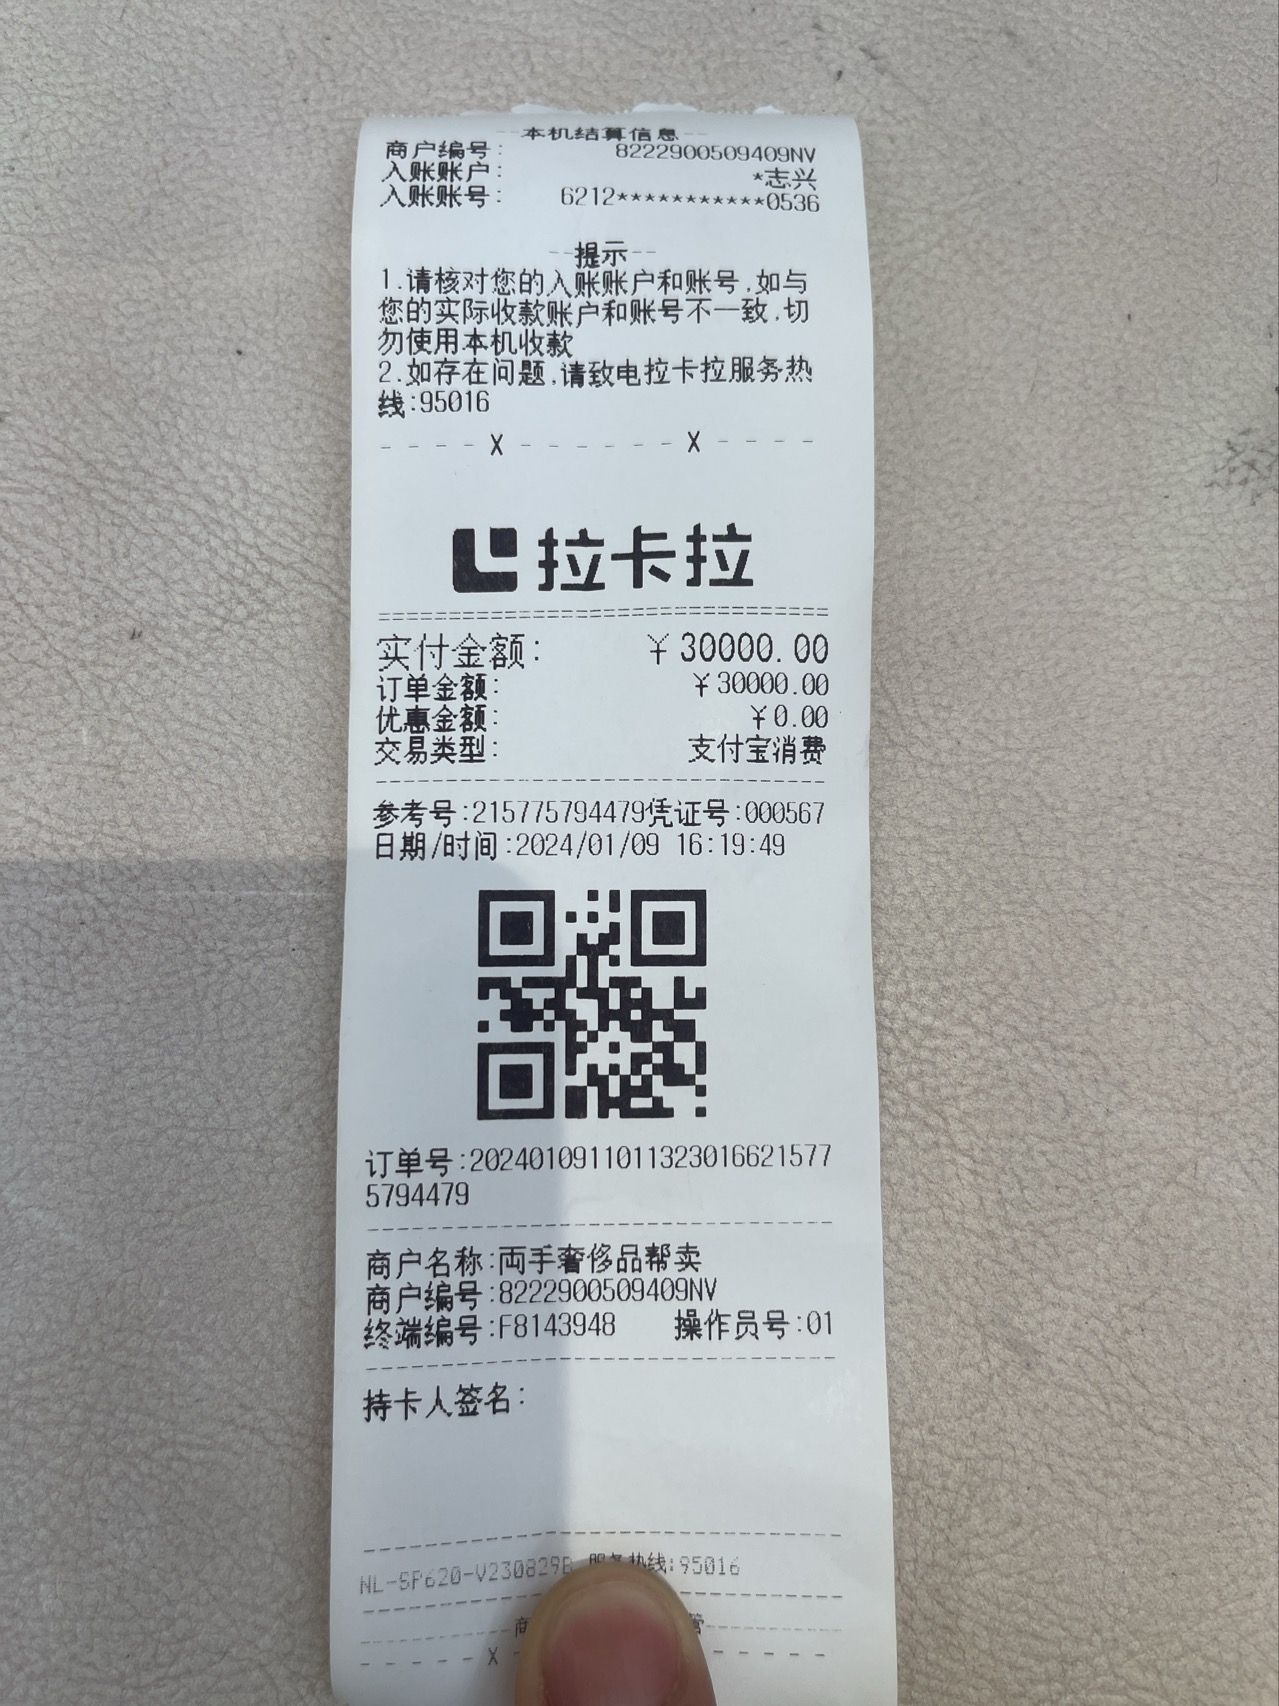 --本机结算信息--
商户编号: 8222900509409NV
入账账户: *志兴
入账账号: 6212***********0536
--提示--
1.请核对您的入账账户和账号,如与
您的实际收款账户和账号不一致,切
勿使用本机收款
2.如存在问题,请致电拉卡拉服务热
线:95016
- - - - X - - - - - - X - - - -
拉卡拉
实付金额: ¥30000.00
订单金额: ¥30000.00
优惠金额: ¥0.00
交易类型: 支付宝消费
参考号:215775794479凭证号:000567
日期/时间:2024/01/09 16:19:49
订单号:2024010911011323016621577
5794479
商户名称:両手奢侈品帮卖
商户编号:8222900509409NV
终端编号:F8143948 操作员号:01
持卡人签名:
NL-SP620-V230829B 服务热线:95016
商
X